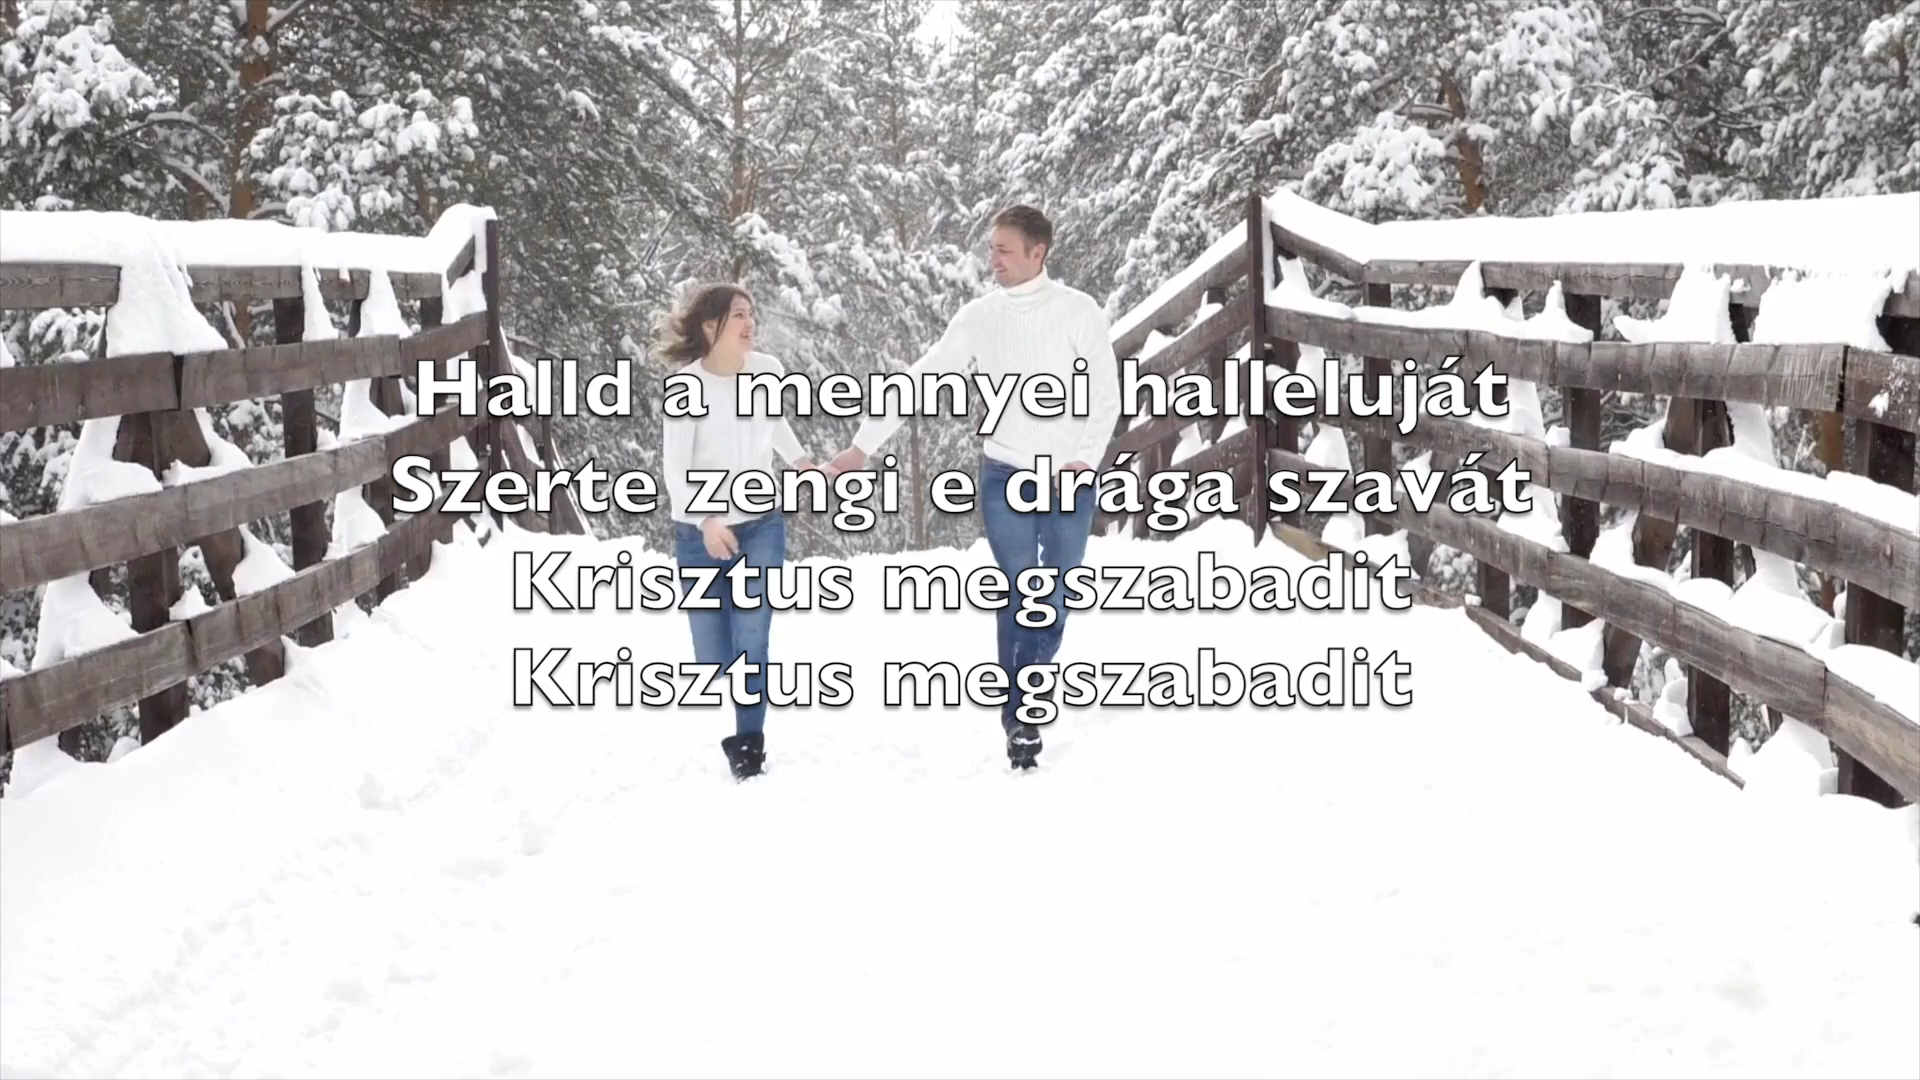 Halld a mennyei halleluját
Szerte zengi e drága szavát
Krisztus megszabadit
Krisztus megszabadit